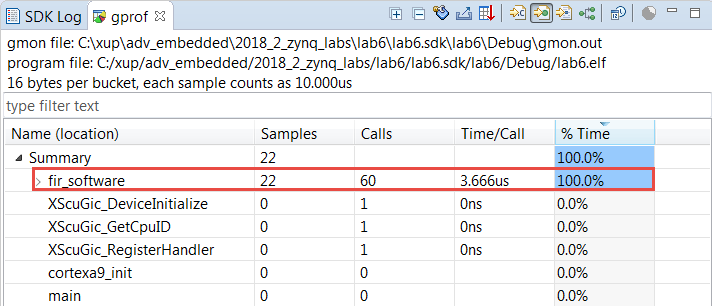 SDK Log gprof
gmon file: C:\xup\adv_embedded\2018_2_zynq_labs\lab6\lab6.sdk\lab6\Debug\gmon.out
program file: C:/xup/adv_embedded/2018_2_zynq_labs/lab6/lab6.sdk/lab6/Debug/lab6.elf
16 bytes per bucket, each sample counts as 10.000us
type filter text
Name (location) Samples Calls Time/Call % Time
Summary 22 100.0%
fir_software 22 60 3.666us 100.0%
XScuGic_DeviceInitialize 0 1 0ns 0.0%
XScuGic_GetCpuID 0 1 0ns 0.0%
XScuGic_RegisterHandler 0 1 0ns 0.0%
cortexa9_init 0 0 0.0%
main 0 0 0.0%